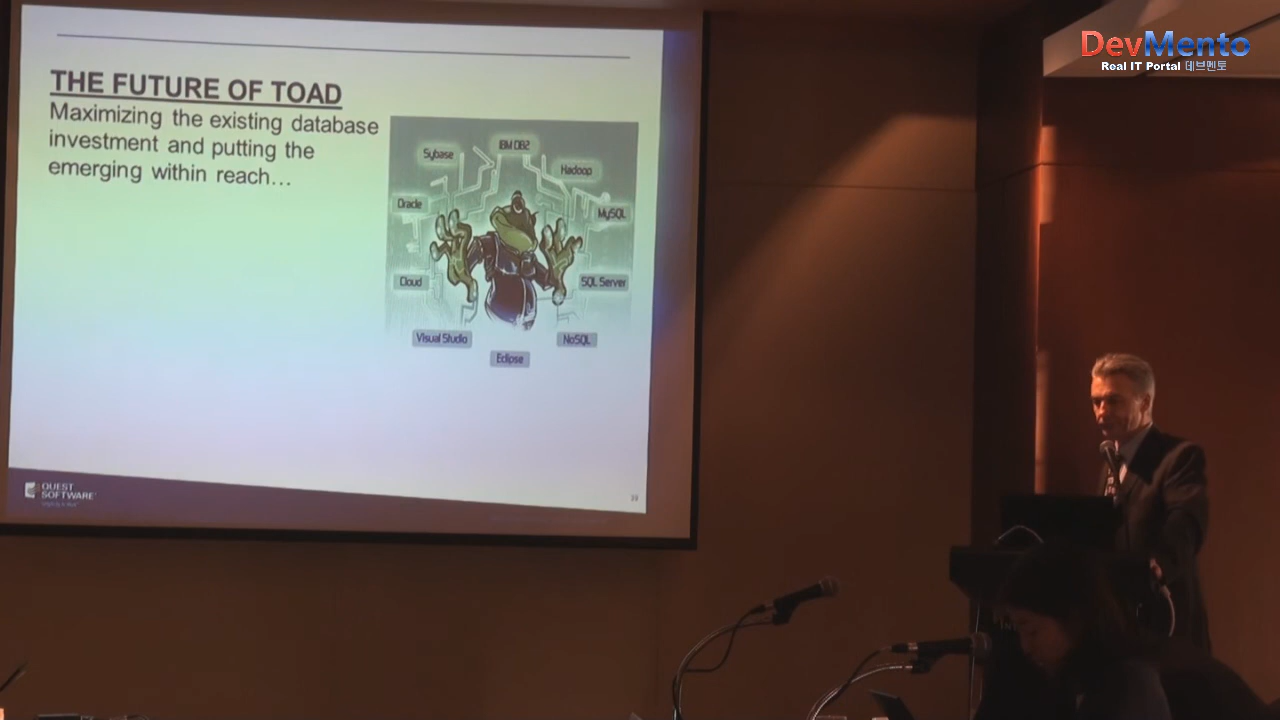 DevMento
Real IT Portal 데브멘토
THE FUTURE OF TOAD
Maximizing the existing database
investment and putting the
emerging within reach…
IBM DB2
Sybase
Hadoop
Oracle
MySQL
Cloud
SQL Server
Visual Studio
NoSQL
Eclipse
QUEST
SOFTWARE